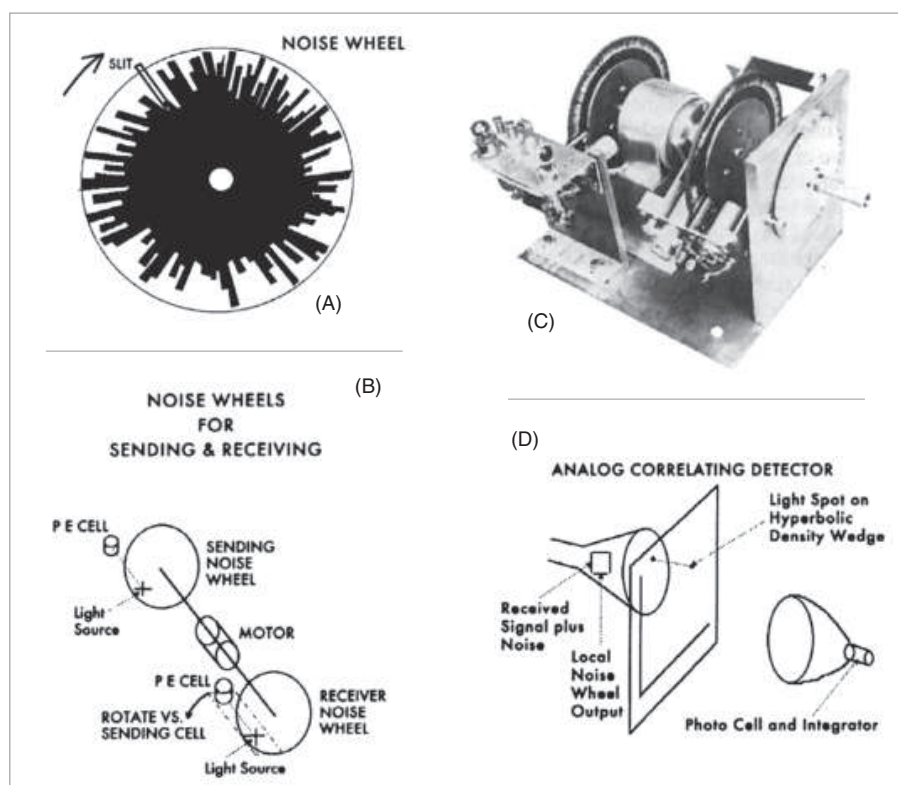 NOISE WHEEL
SLIT
(A)
(B)
NOISE WHEELS
FOR
SENDING & RECEIVING
P E CELL
SENDING
NOISE
WHEEL
Light
Source
MOTOR
P E CELL
ROTATE VS.
SENDING CELL
RECEIVER
NOISE
WHEEL
Light Source
(C)
(D)
ANALOG CORRELATING DETECTOR
Light Spot on
Hyperbolic
Density Wedge
Received
Signal plus
Noise
Local
Noise
Wheel
Output
Photo Cell and Integrator